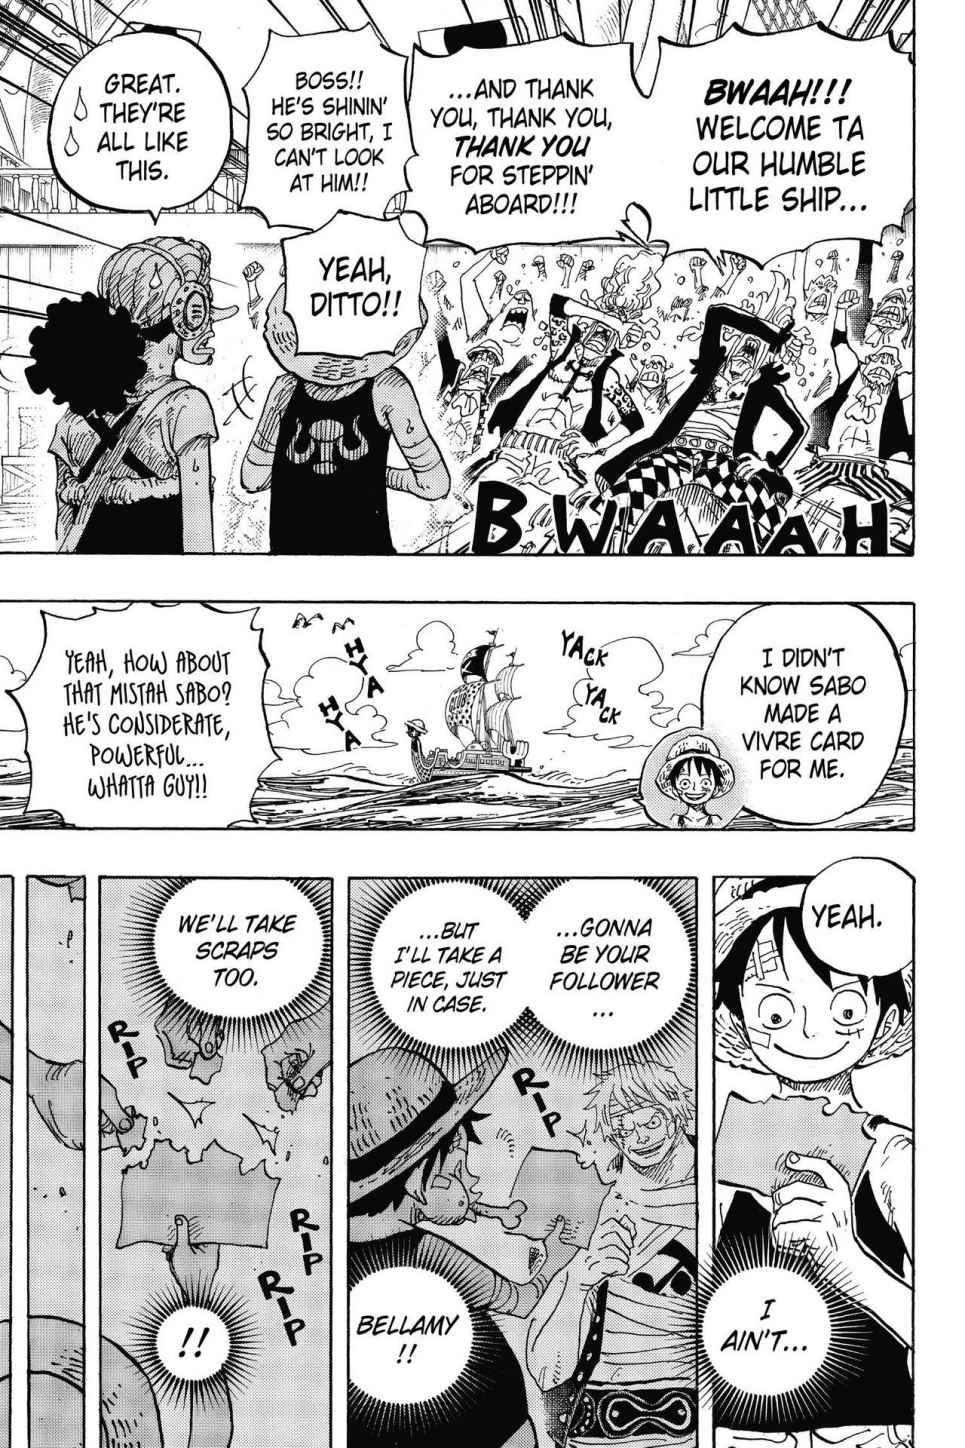 BWAAH!!!
WELCOME TA
OUR HUMBLE
LITTLE SHIP...
...AND THANK
YOU, THANK YOU,
THANK YOU
FOR STEPPIN'
ABOARD!!!
BOSS!!
HE'S SHININ'
SO BRIGHT, I
CAN'T LOOK
AT HIM!!
YEAH,
DITTO!!
GREAT.
THEY'RE
ALL LIKE
THIS.
BWAAAH
I DIDN'T
KNOW SABO
MADE A
VIVRE CARD
FOR ME.
YACK
YACK
HYA
HYA
YEAH, HOW ABOUT
THAT MISTAH SABO?
HE'S CONSIDERATE,
POWERFUL...
WHATTA GUY!!
YEAH.
I
AIN'T...
...GONNA
BE YOUR
FOLLOWER
...
...BUT
I'LL TAKE A
PIECE, JUST
IN CASE.
RIP
BELLAMY
!!
WE'LL TAKE
SCRAPS
TOO.
RIP
RIP
RIP
!!